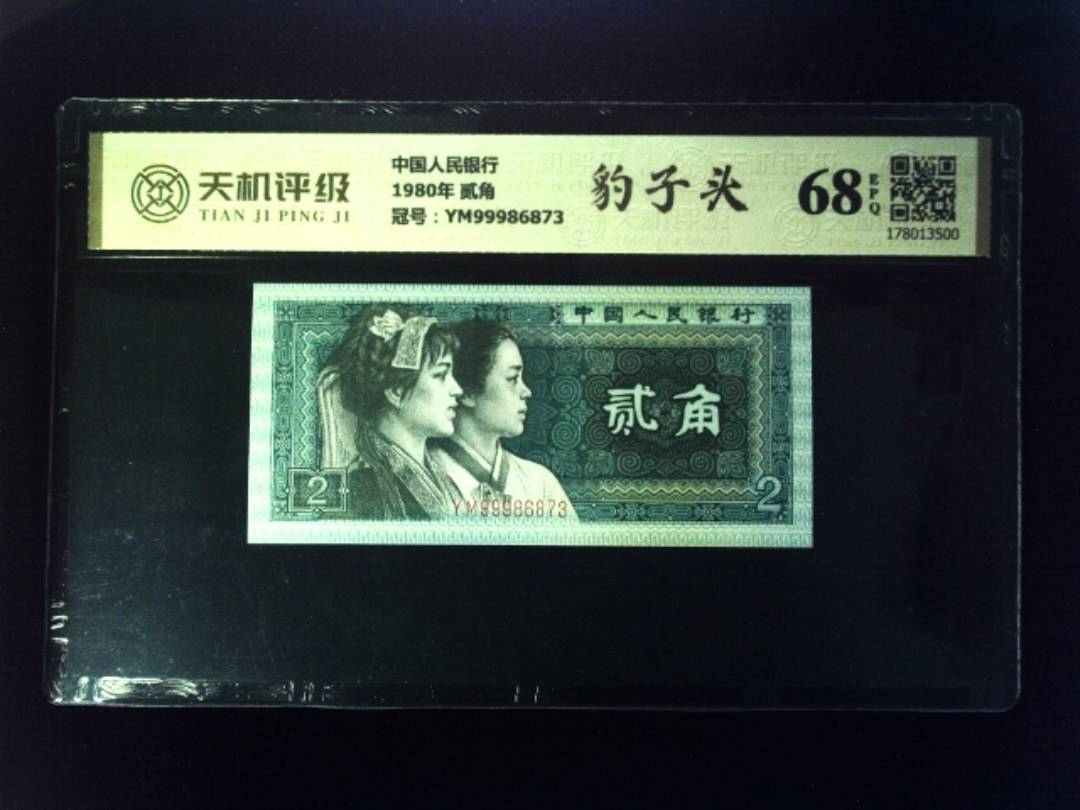 天机评级
TIAN JI PING JI
中国人民银行
1980年 贰角
冠号：YM99986873
豹子头
68
EPQ
178013500
中国人民银行
贰角
2
2
YM99986873